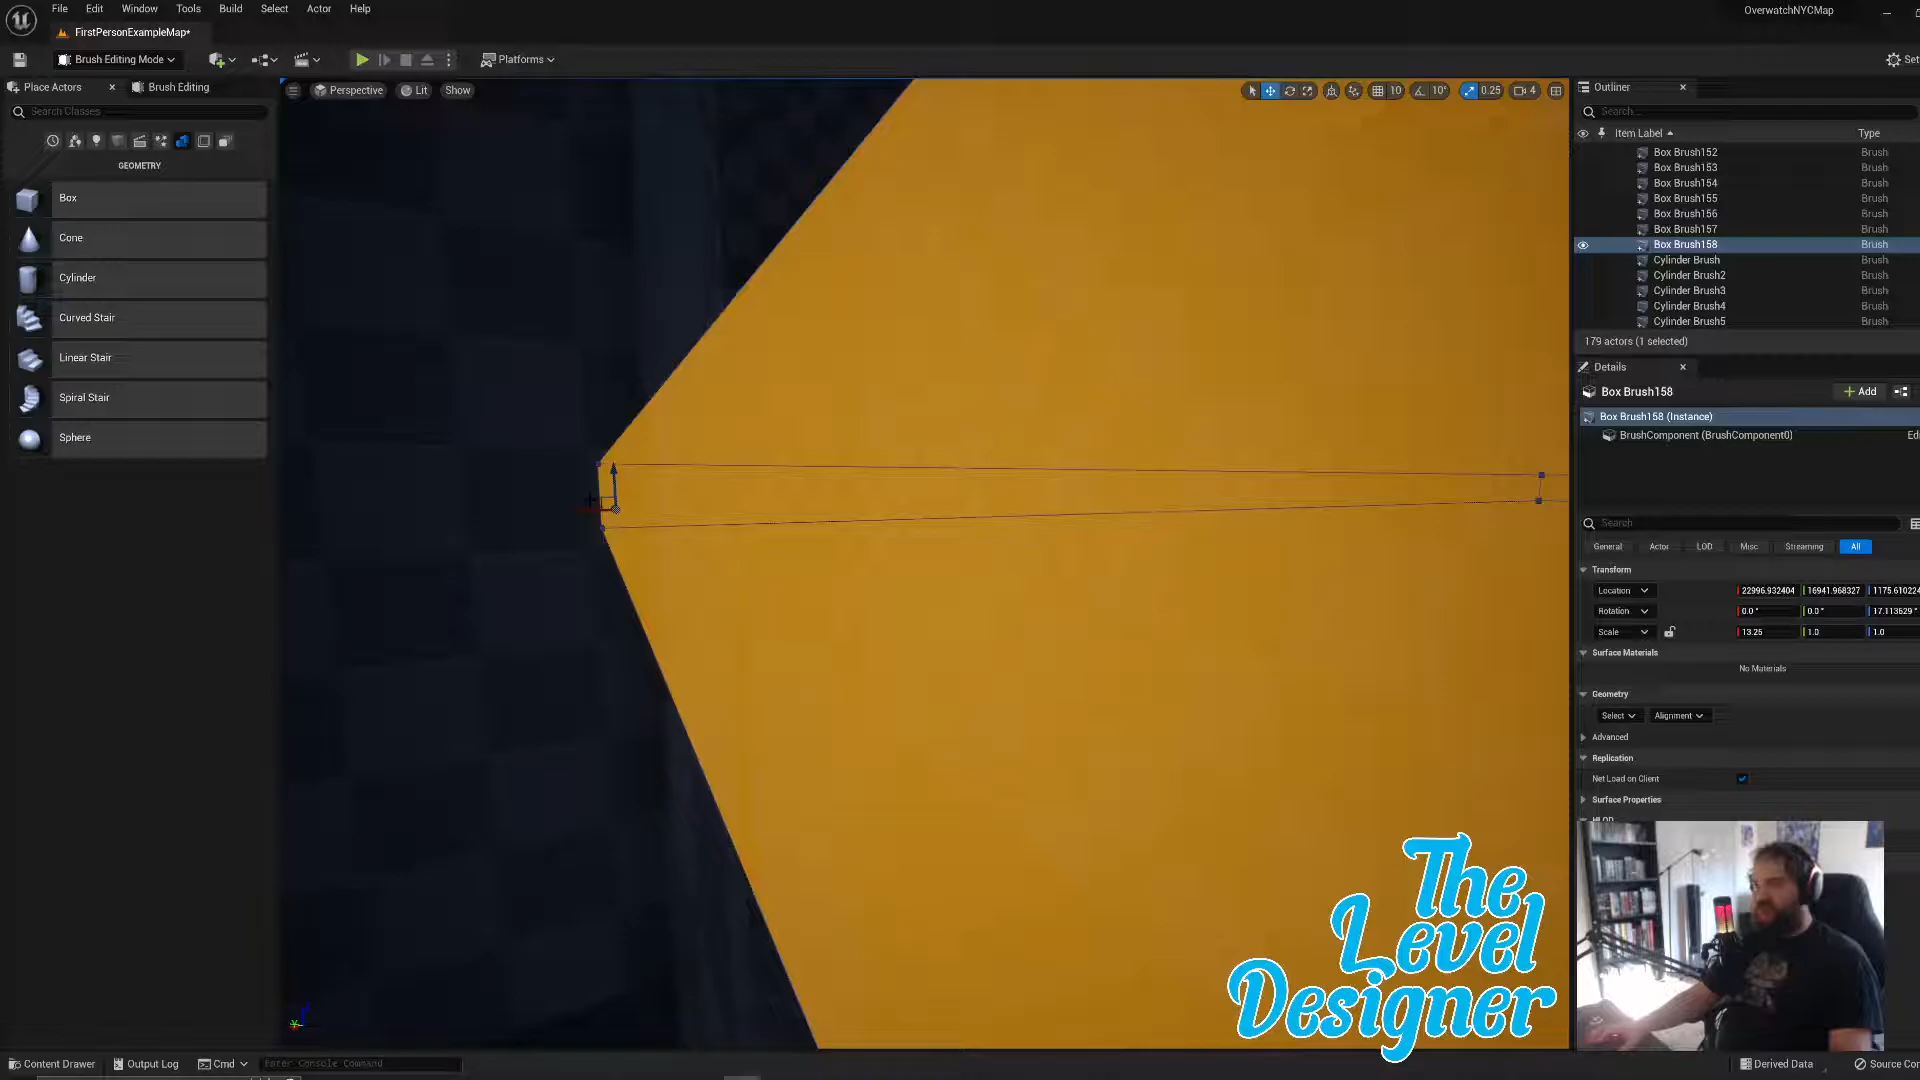 File Edit Window Tools Build Select Actor Help
OverwatchNYCMap
FirstPersonExampleMap*
Brush Editing Mode
Platforms
Place Actors
Brush Editing
Search Classes
GEOMETRY
Box
Cone
Cylinder
Curved Stair
Linear Stair
Spiral Stair
Sphere
Perspective Lit Show
10 10° 0.25 4
Outliner
Search...
Item Label Type
Box Brush152 Brush
Box Brush153 Brush
Box Brush154 Brush
Box Brush155 Brush
Box Brush156 Brush
Box Brush157 Brush
Box Brush158 Brush
Cylinder Brush Brush
Cylinder Brush2 Brush
Cylinder Brush3 Brush
Cylinder Brush4 Brush
Cylinder Brush5 Brush
179 actors (1 selected)
Details
Box Brush158
Add
Box Brush158 (Instance)
BrushComponent (BrushComponent0)
Search
General Actor LOD Misc Streaming All
Transform
Location 22996.932404 16941.968327 1175.610224
Rotation 0.0° 0.0° 17.113629°
Scale 13.25 1.0 1.0
Surface Materials
No Materials
Geometry
Select Alignment
Advanced
Replication
Net Load on Client
Surface Properties
HLOD
The
Level
Designer
Content Drawer Output Log Cmd Enter Console Command
Derived Data